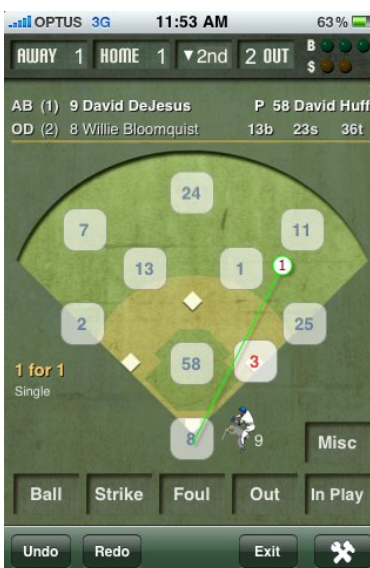 OPTUS 3G 11:53 AM 63%
AWAY 1 HOME 1 ▼2nd 2 OUT B S
AB (1) 9 David DeJesus P 58 David Huff
OD (2) 8 Willie Bloomquist 13b 23s 36t
24
7 11
13 1 1
2 25
58 3
1 for 1
Single
8 9
Misc
Ball Strike Foul Out In Play
Undo Redo Exit